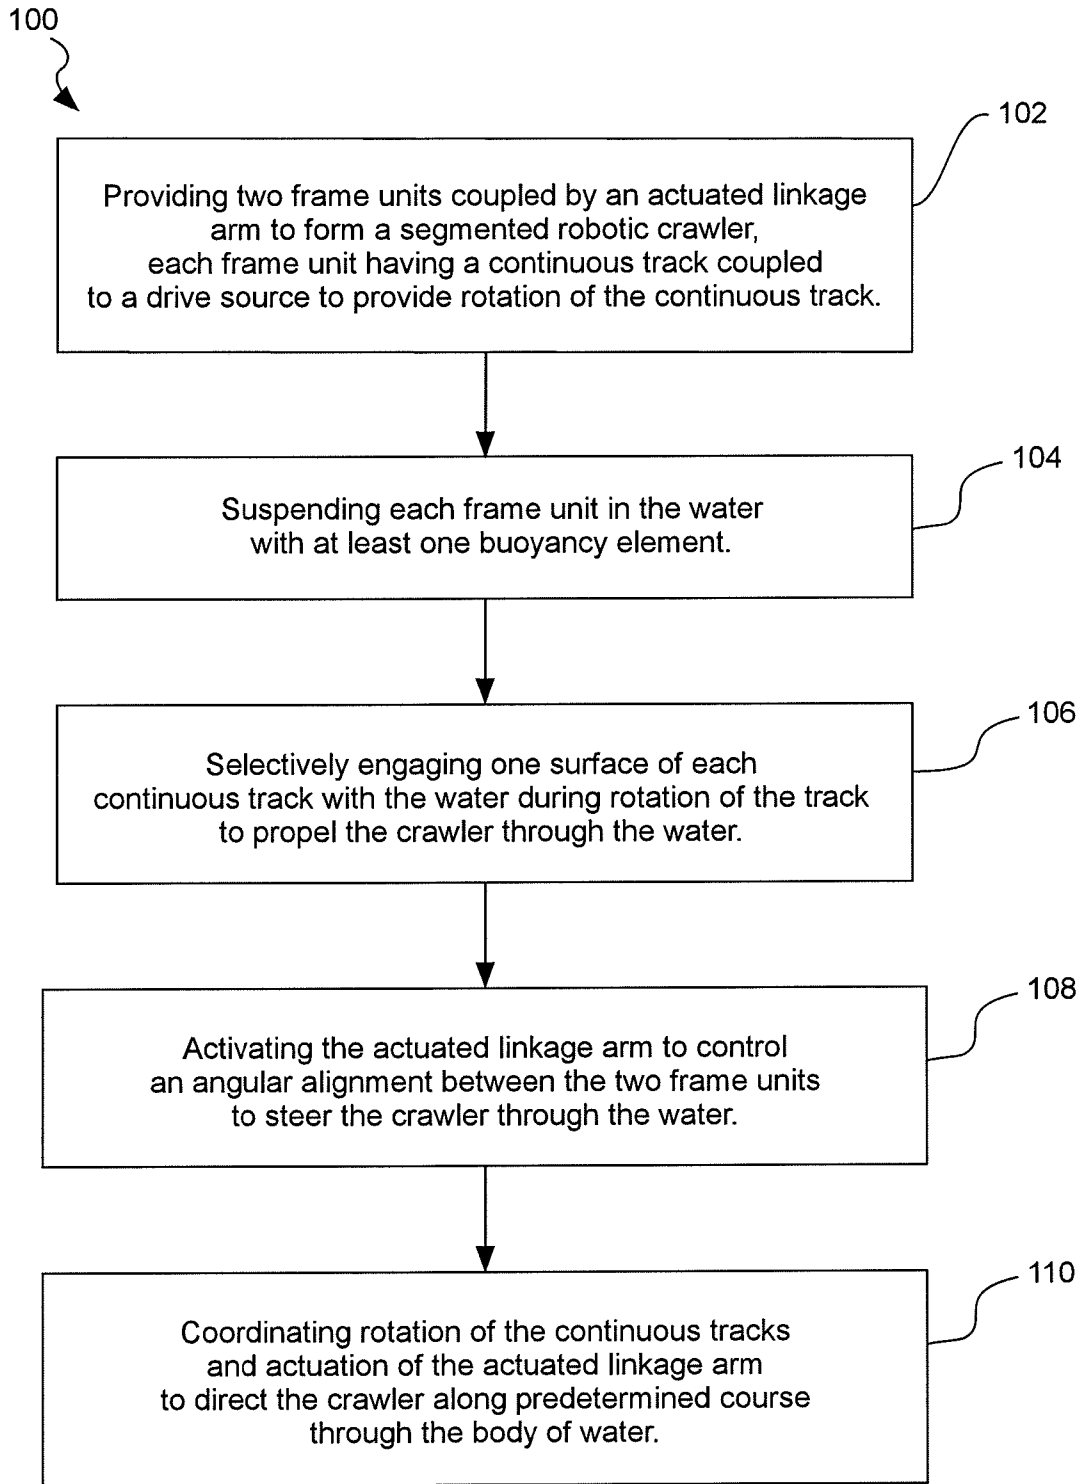 100
102
Providing two frame units coupled by an actuated linkage
arm to form a segmented robotic crawler,
each frame unit having a continuous track coupled
to a drive source to provide rotation of the continuous track.
104
Suspending each frame unit in the water
with at least one buoyancy element.
106
Selectively engaging one surface of each
continuous track with the water during rotation of the track
to propel the crawler through the water.
108
Activating the actuated linkage arm to control
an angular alignment between the two frame units
to steer the crawler through the water.
110
Coordinating rotation of the continuous tracks
and actuation of the actuated linkage arm
to direct the crawler along predetermined course
through the body of water.